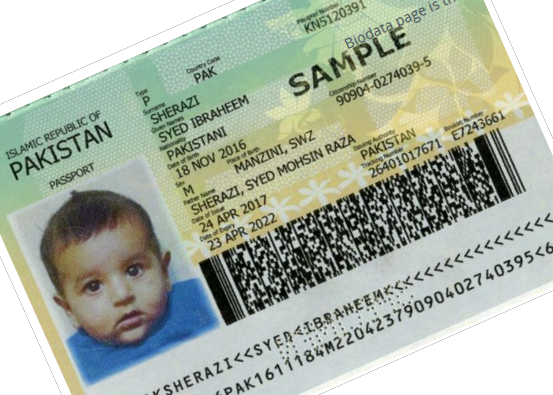 Passport Number
KN5120391
Biodata page is th
Country Code
PAK
SAMPLE
Type
P
Surname
SHERAZI
Given Names
SYED IBRAHEEM
Nationality
PAKISTANI
Citizenship Number
90904-0274039-5
Date of Birth
18 NOV 2016
Sex
M
Place of Birth
MANZINI, SWZ
Father Name
SHERAZI, SYED MOHSIN RAZA
Date of Issue
24 APR 2017
Issuing Authority
PAKISTAN
Booklet Number
E7243661
Date of Expiry
23 APR 2022
Tracking Number
26401017671
ISLAMIC REPUBLIC OF
PAKISTAN
PASSPORT
KSHERAZI<<SYED<IBRAHEEM<<<<<<<<<<<<<
PAK1611184M22042379090402740395<6